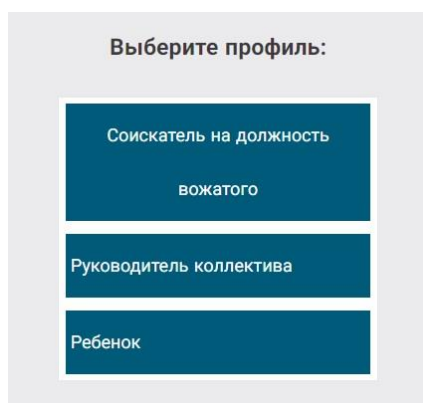 Выберите профиль:
Соискатель на должность
вожатого
Руководитель коллектива
Ребенок